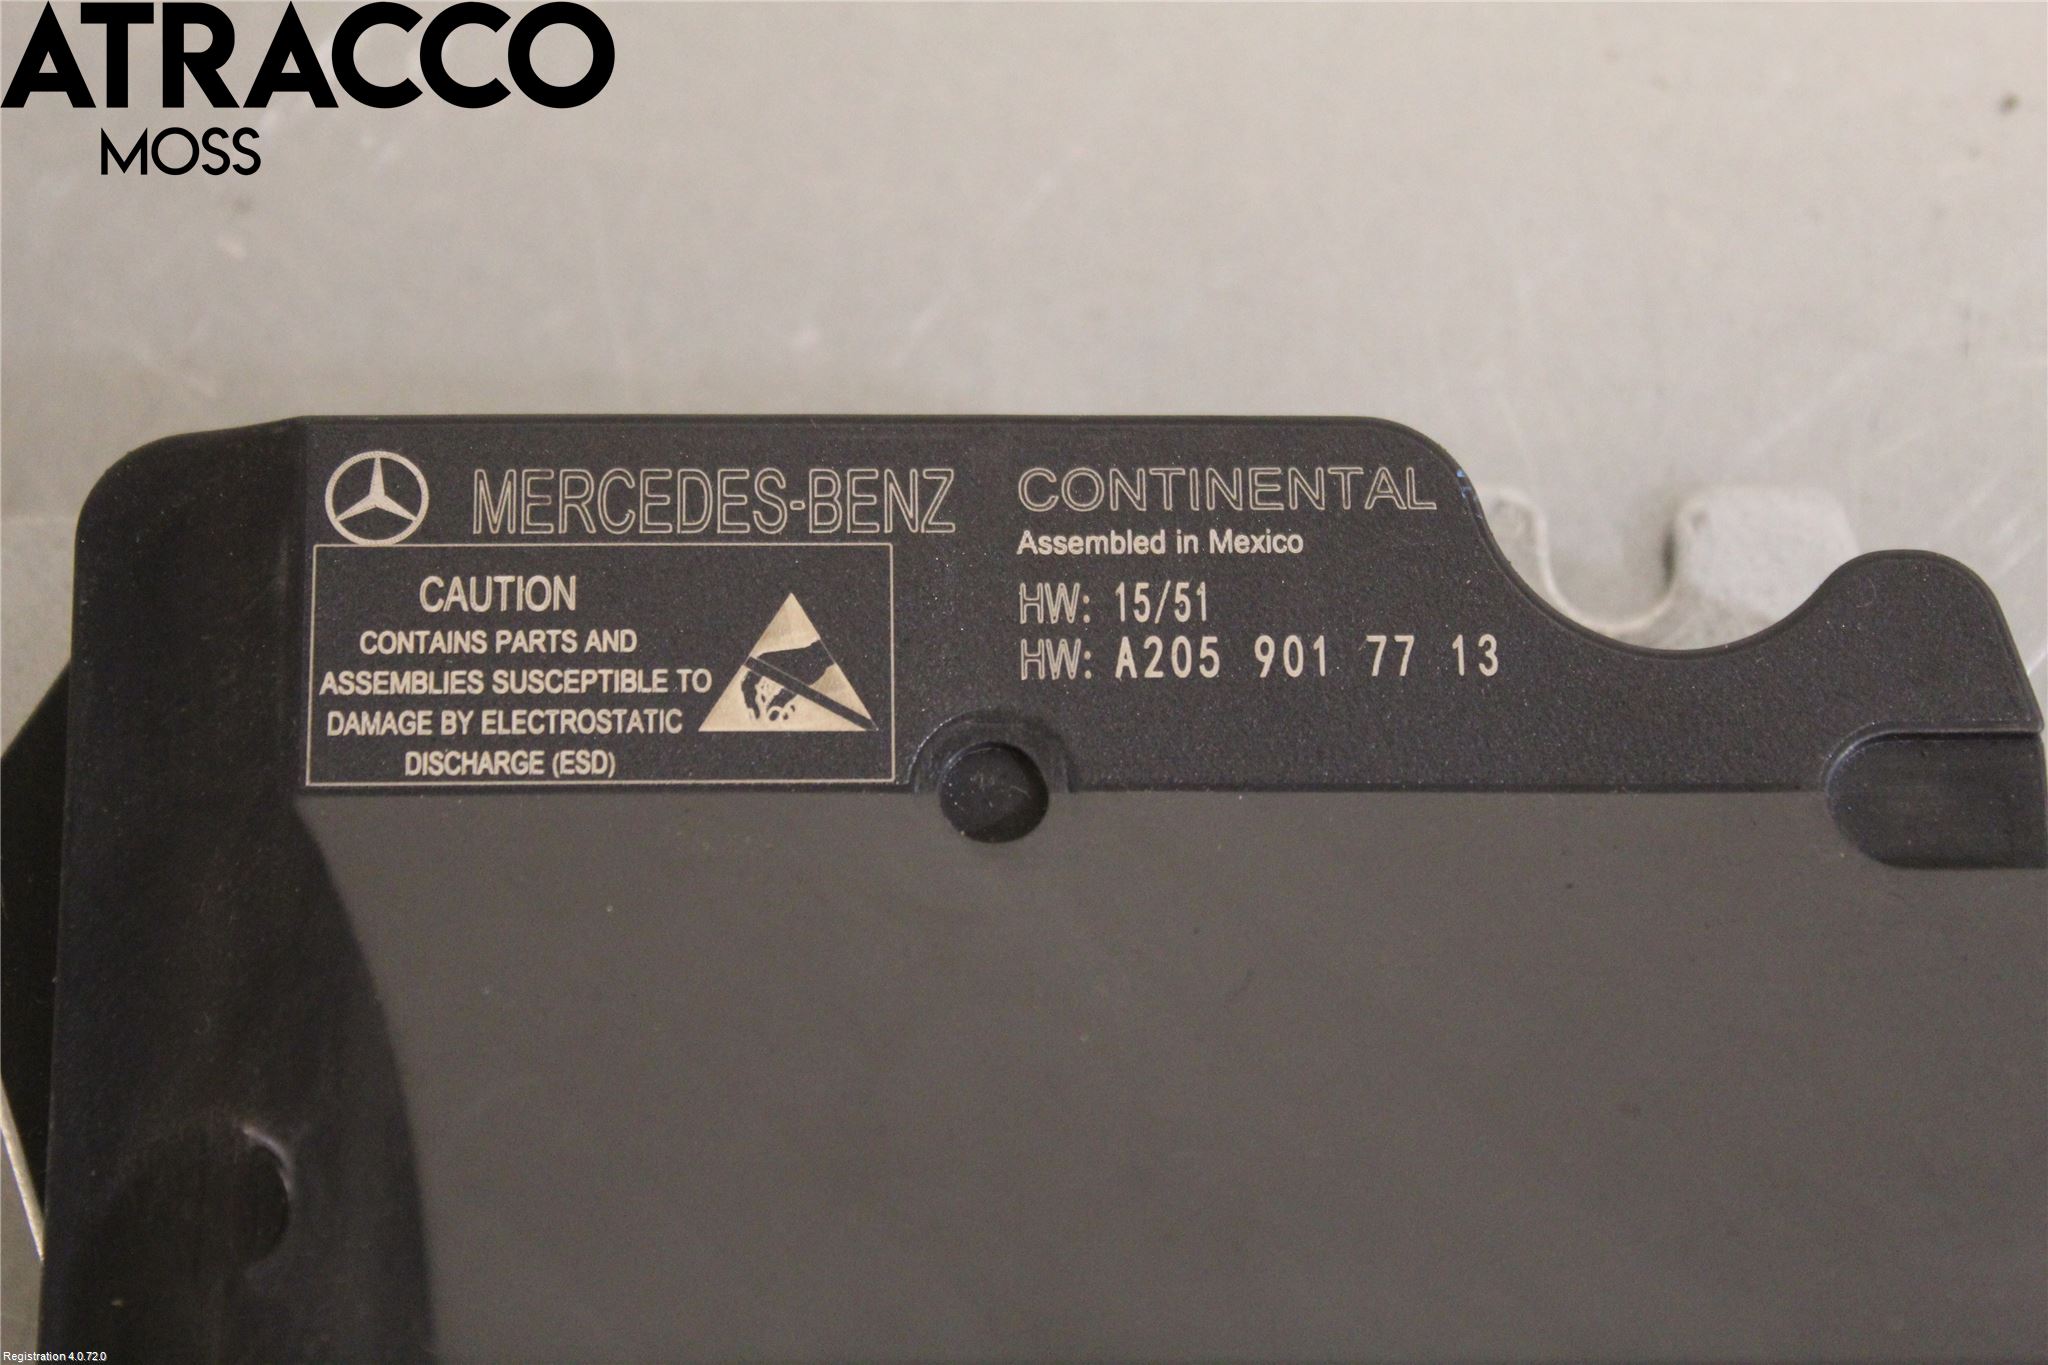 ATRACCO
MOSS
MERCEDES-BENZ
CAUTION
CONTAINS PARTS AND
ASSEMBLIES SUSCEPTIBLE TO
DAMAGE BY ELECTROSTATIC
DISCHARGE (ESD)
CONTINENTAL
Assembled in Mexico
HW: 15/51
HW: A205 901 77 13
Registration 4.0.72.0